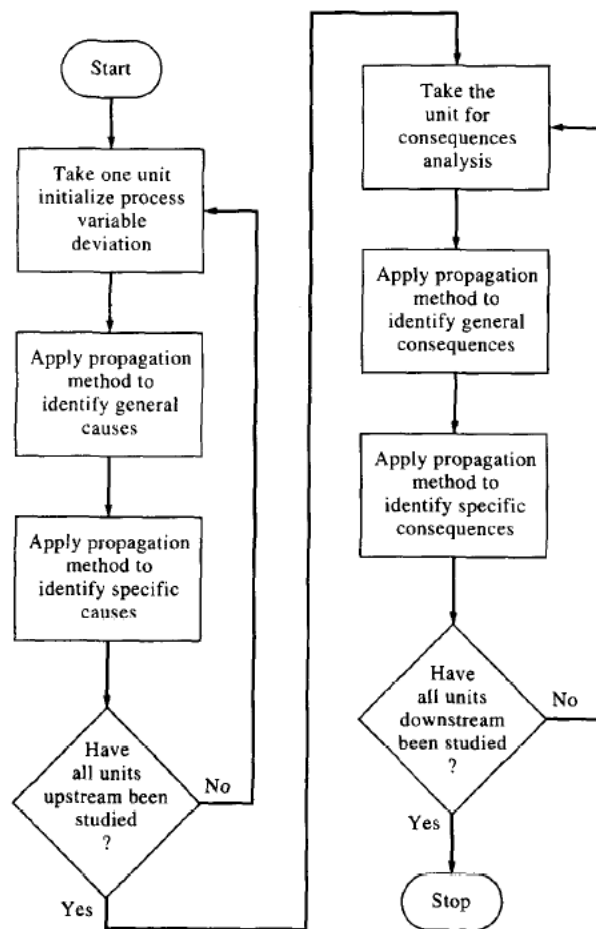 Start
Take one unit
initialize process
variable
deviation
Apply propagation
method to
identify general
causes
Apply propagation
method to
identify specific
causes
Have
all units
upstream been
studied
?
No
Yes
Take the
unit for
consequences
analysis
Apply propagation
method to
identify general
consequences
Apply propagation
method to
identify specific
consequences
Have
all units
downstream
been studied
?
No
Yes
Stop